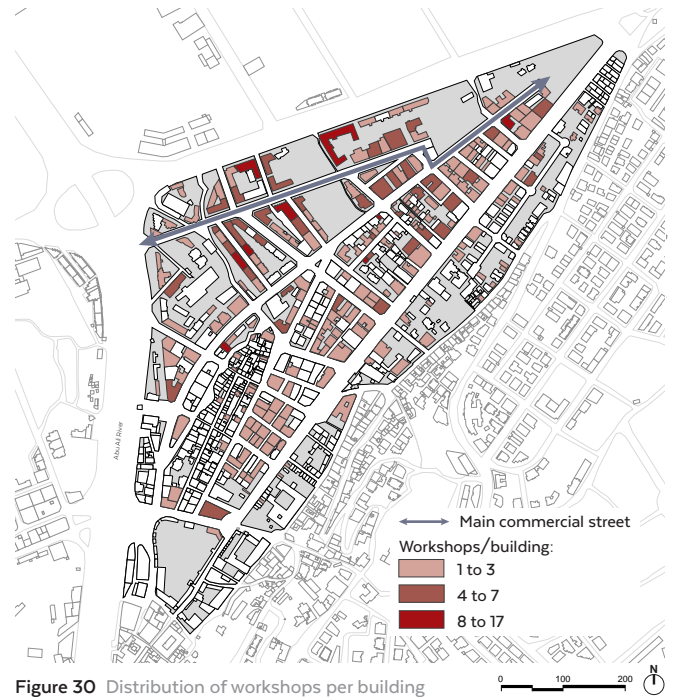 Abu Ali River
Main commercial street
Workshops/building:
1 to 3
4 to 7
8 to 17
N
0 100 200
Figure 30 Distribution of workshops per building